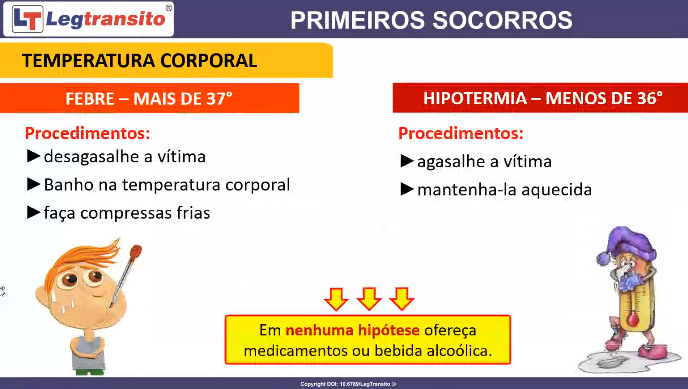 LT Legtransito®
PRIMEIROS SOCORROS
TEMPERATURA CORPORAL
FEBRE – MAIS DE 37°
Procedimentos:
►desagasalhe a vítima
►Banho na temperatura corporal
►faça compressas frias
HIPOTERMIA – MENOS DE 36°
Procedimentos:
►agasalhe a vítima
►mantenha-la aquecida
Em nenhuma hipótese ofereça
medicamentos ou bebida alcoólica.
Copyright DOI: 10.6789/LegTransito ©